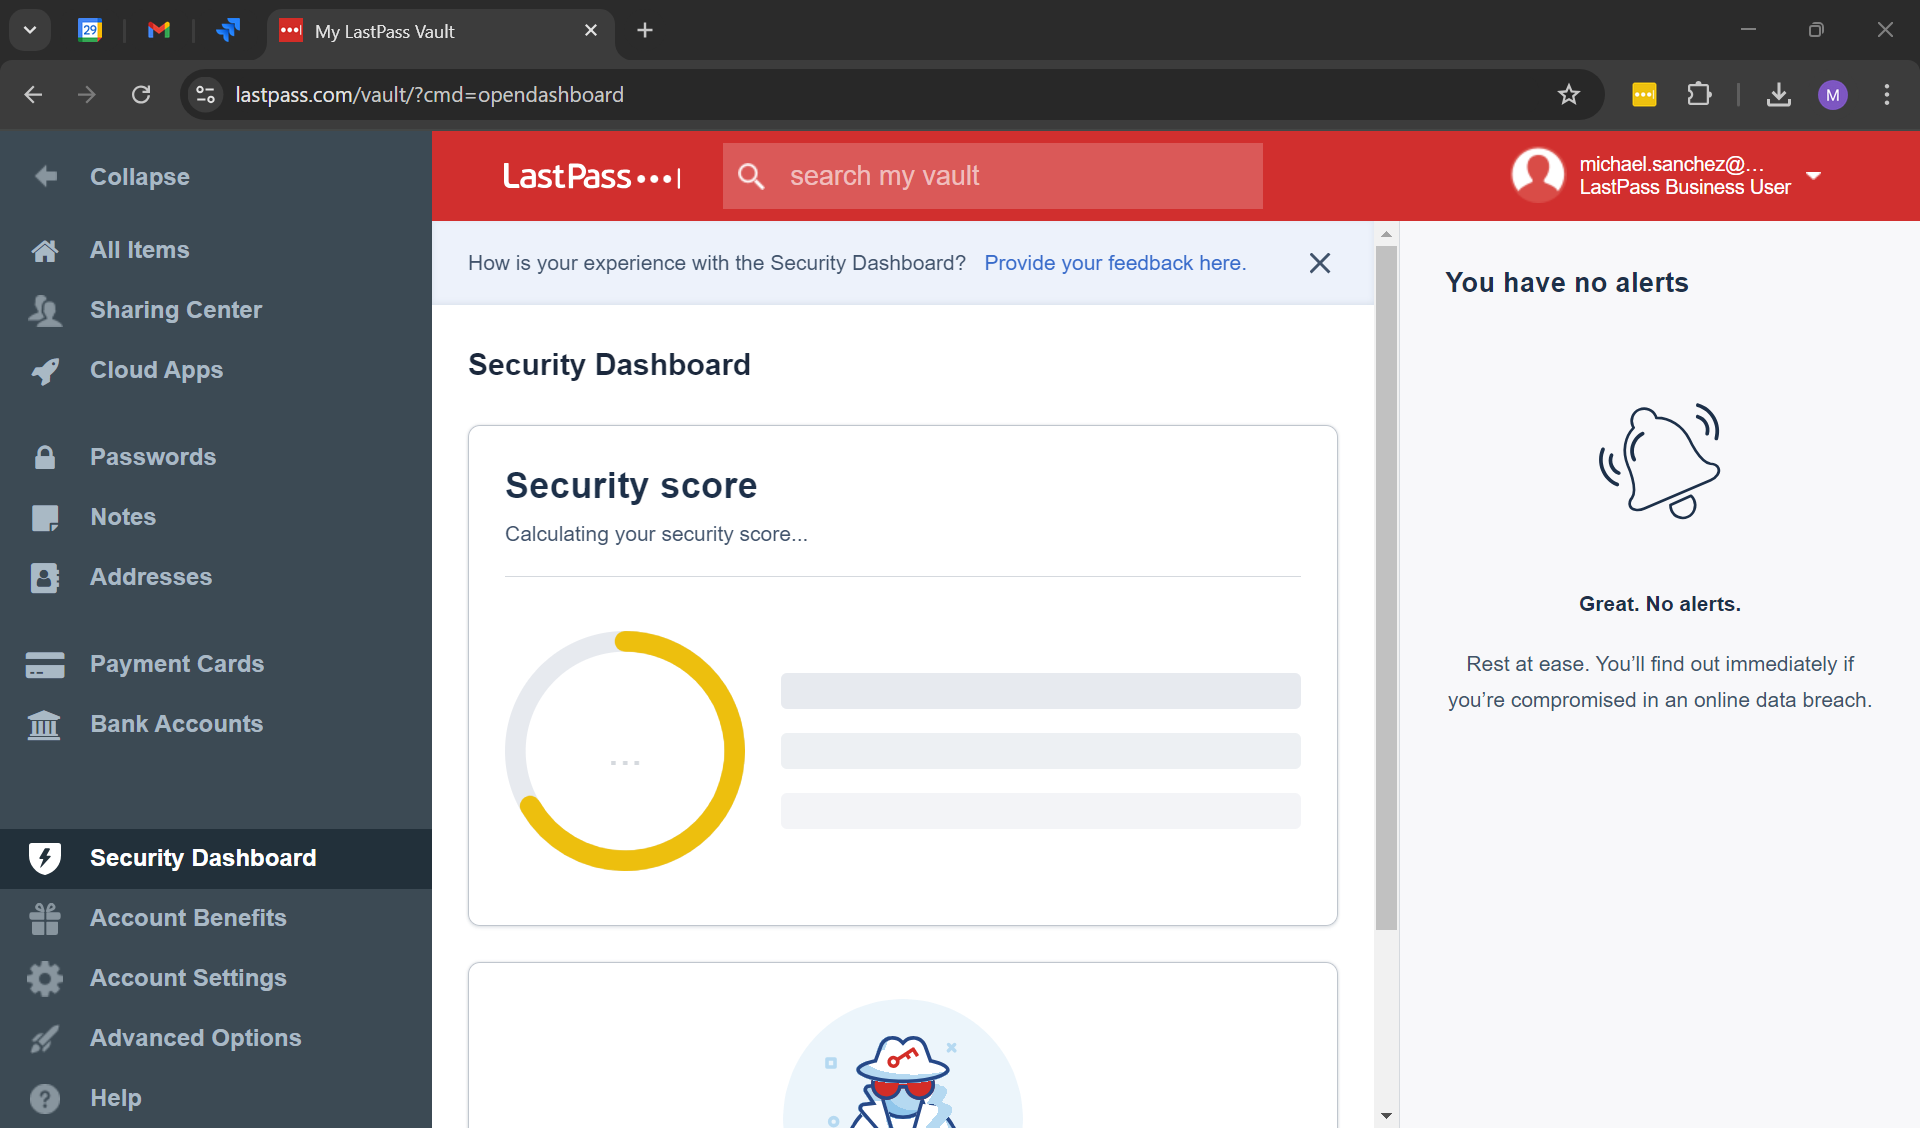 29
My LastPass Vault
lastpass.com/vault/?cmd=opendashboard
M
Collapse
All Items
Sharing Center
Cloud Apps
Passwords
Notes
Addresses
Payment Cards
Bank Accounts
Security Dashboard
Account Benefits
Account Settings
Advanced Options
Help
LastPass
search my vault
michael.sanchez@...
LastPass Business User
How is your experience with the Security Dashboard? Provide your feedback here.
Security Dashboard
Security score
Calculating your security score...
...
You have no alerts
Great. No alerts.
Rest at ease. You’ll find out immediately if
you’re compromised in an online data breach.